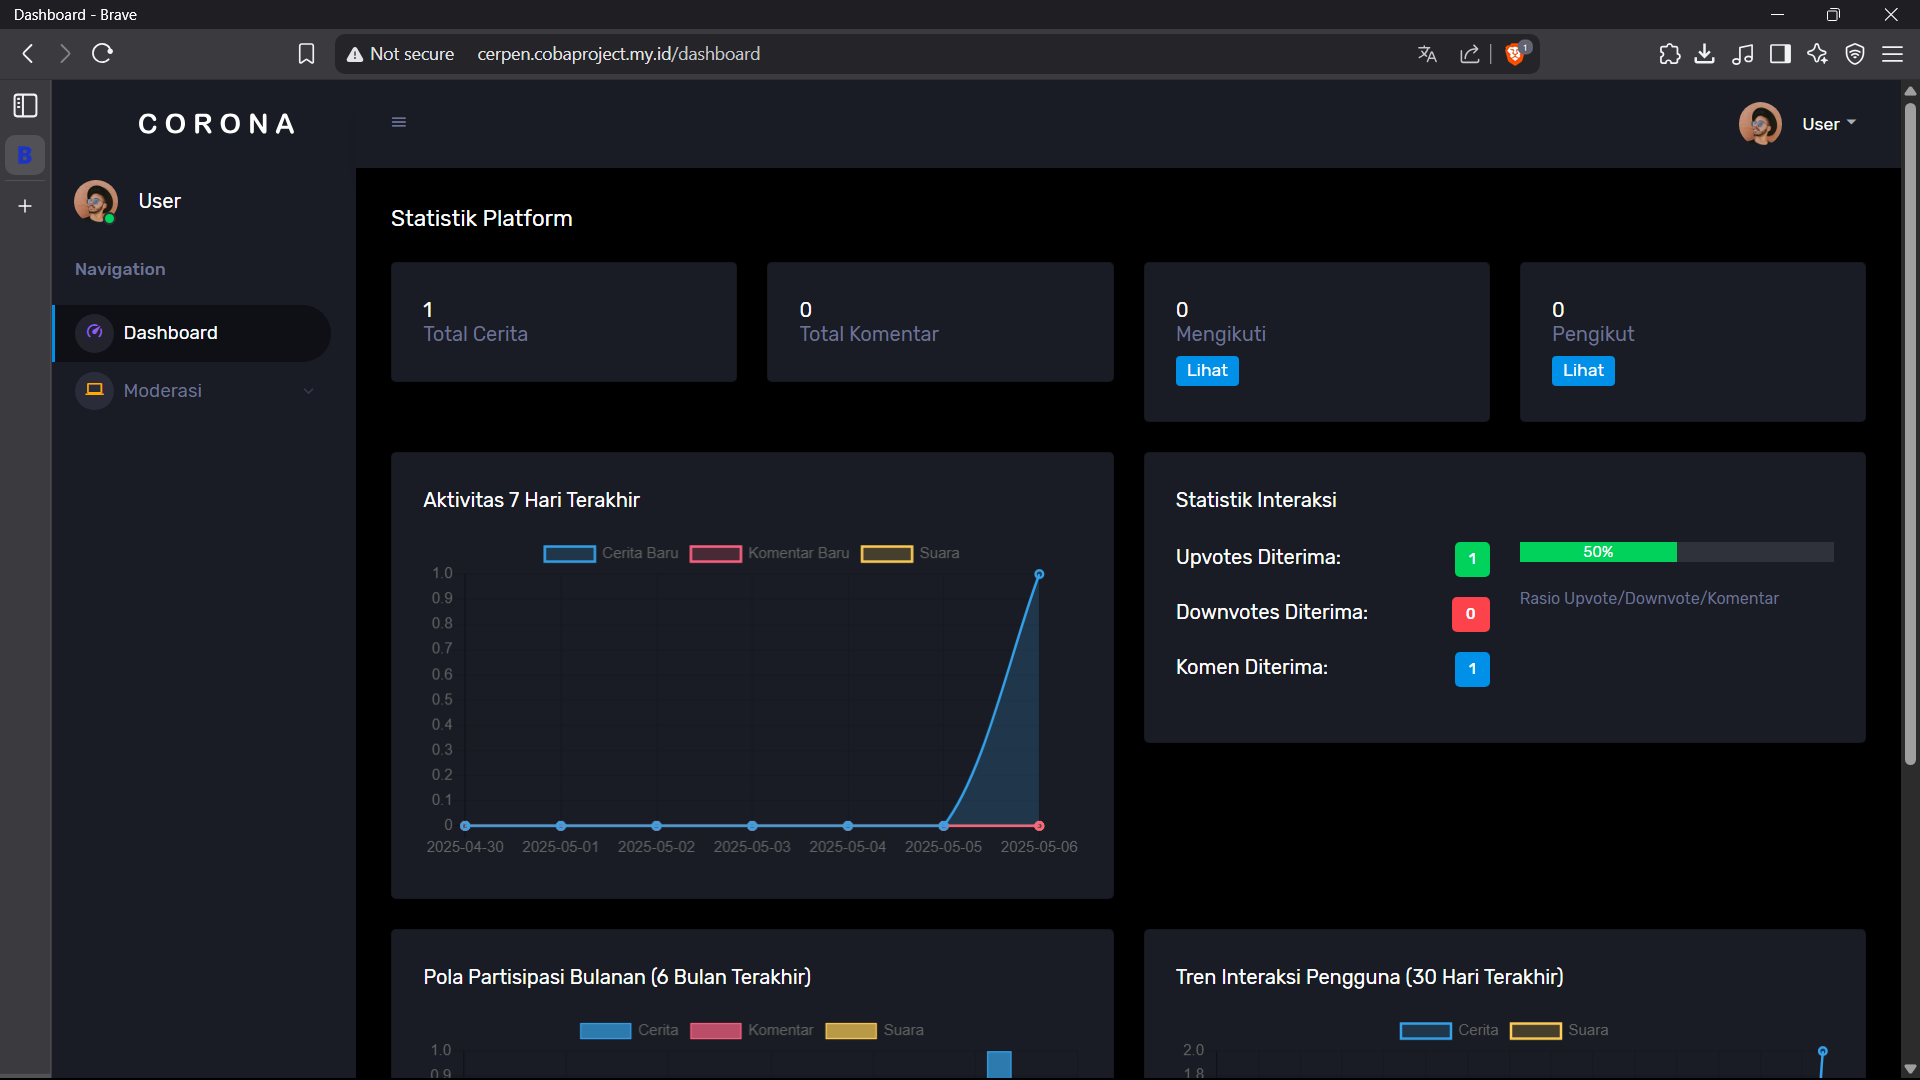 Dashboard - Brave
Not secure cerpen.cobaproject.my.id/dashboard
1
CORONA
User
B
User
Navigation
Dashboard
Moderasi
Statistik Platform
1
Total Cerita
0
Total Komentar
0
Mengikuti
Lihat
0
Pengikut
Lihat
Aktivitas 7 Hari Terakhir
Cerita Baru Komentar Baru Suara
1.0
0.9
0.8
0.7
0.6
0.5
0.4
0.3
0.2
0.1
0
2025-04-30 2025-05-01 2025-05-02 2025-05-03 2025-05-04 2025-05-05 2025-05-06
Statistik Interaksi
Upvotes Diterima: 1
Downvotes Diterima: 0
Komen Diterima: 1
50%
Rasio Upvote/Downvote/Komentar
Pola Partisipasi Bulanan (6 Bulan Terakhir)
Cerita Komentar Suara
1.0
0.9
Tren Interaksi Pengguna (30 Hari Terakhir)
Cerita Suara
2.0
1.8